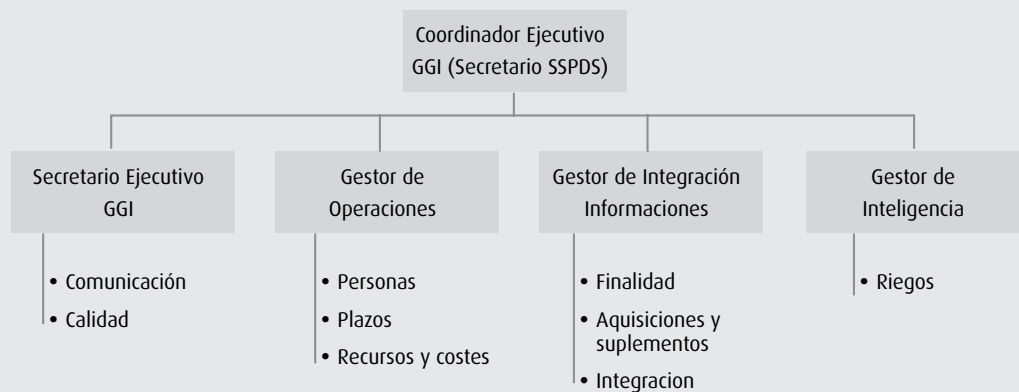 Coordinador Ejecutivo
GGI (Secretario SSPDS)
Secretario Ejecutivo
GGI
• Comunicación
• Calidad
Gestor de
Operaciones
• Personas
• Plazos
• Recursos y costes
Gestor de Integración
Informaciones
• Finalidad
• Aquisiciones y
suplementos
• Integracion
Gestor de
Inteligencia
• Riegos